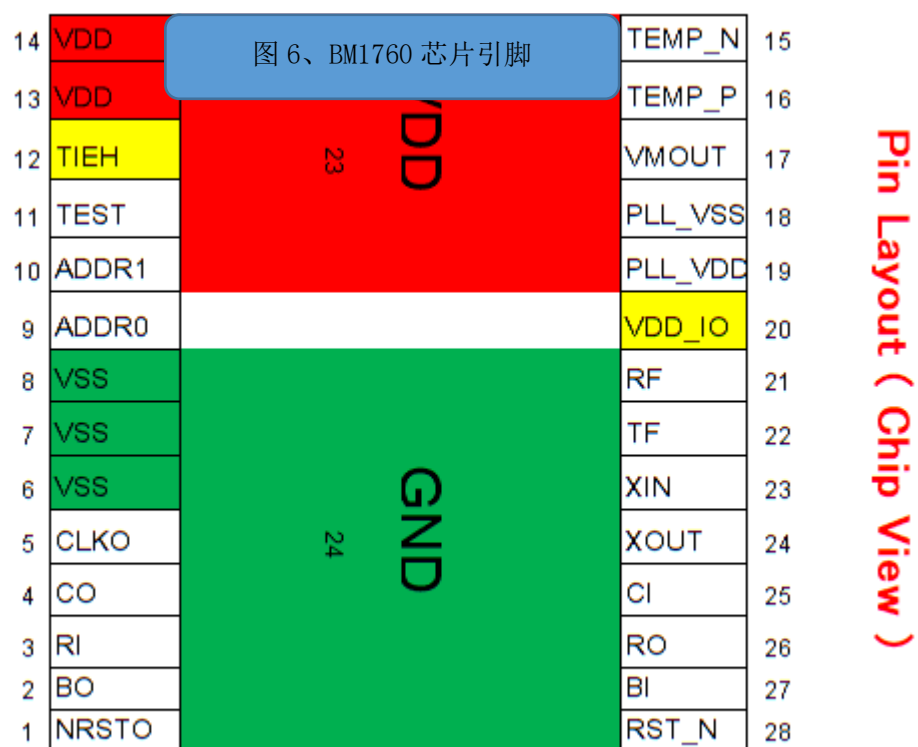 图 6、BM1760 芯片引脚
14 VDD TEMP_N 15
13 VDD TEMP_P 16
12 TIEH VMOUT 17
11 TEST PLL_VSS 18
10 ADDR1 PLL_VDD 19
9 ADDR0 VDD_IO 20
8 VSS RF 21
7 VSS TF 22
6 VSS XIN 23
5 CLKO XOUT 24
4 CO CI 25
3 RI RO 26
2 BO BI 27
1 NRSTO RST_N 28
23
24
GND
Pin Layout ( Chip View )